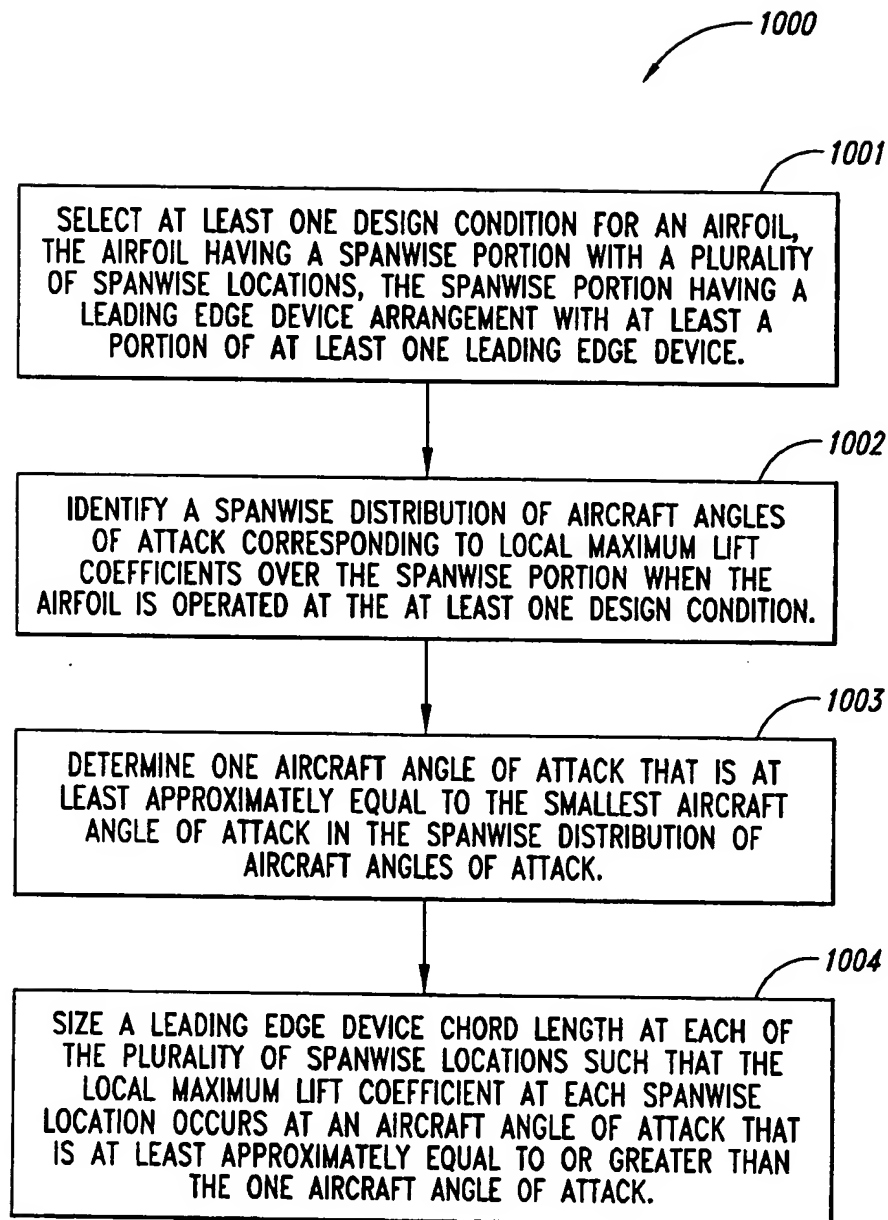 1000
1001
SELECT AT LEAST ONE DESIGN CONDITION FOR AN AIRFOIL,
THE AIRFOIL HAVING A SPANWISE PORTION WITH A PLURALITY
OF SPANWISE LOCATIONS, THE SPANWISE PORTION HAVING A
LEADING EDGE DEVICE ARRANGEMENT WITH AT LEAST A
PORTION OF AT LEAST ONE LEADING EDGE DEVICE.
1002
IDENTIFY A SPANWISE DISTRIBUTION OF AIRCRAFT ANGLES
OF ATTACK CORRESPONDING TO LOCAL MAXIMUM LIFT
COEFFICIENTS OVER THE SPANWISE PORTION WHEN THE
AIRFOIL IS OPERATED AT THE AT LEAST ONE DESIGN CONDITION.
1003
DETERMINE ONE AIRCRAFT ANGLE OF ATTACK THAT IS AT
LEAST APPROXIMATELY EQUAL TO THE SMALLEST AIRCRAFT
ANGLE OF ATTACK IN THE SPANWISE DISTRIBUTION OF
AIRCRAFT ANGLES OF ATTACK.
1004
SIZE A LEADING EDGE DEVICE CHORD LENGTH AT EACH OF
THE PLURALITY OF SPANWISE LOCATIONS SUCH THAT THE
LOCAL MAXIMUM LIFT COEFFICIENT AT EACH SPANWISE
LOCATION OCCURS AT AN AIRCRAFT ANGLE OF ATTACK THAT
IS AT LEAST APPROXIMATELY EQUAL TO OR GREATER THAN
THE ONE AIRCRAFT ANGLE OF ATTACK.